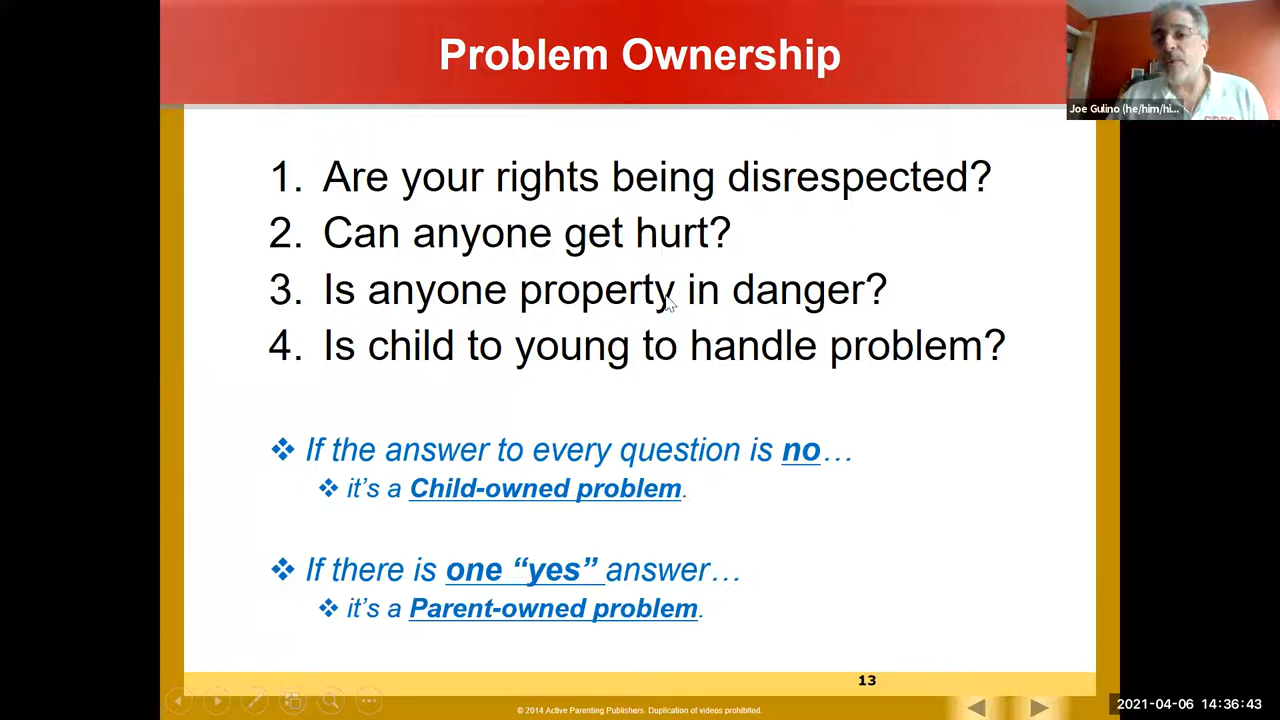 Problem Ownership
Joe Gulino (he/him/hi...
1. Are your rights being disrespected?
2. Can anyone get hurt?
3. Is anyone property in danger?
4. Is child to young to handle problem?
❖ If the answer to every question is no…
❖ it’s a Child-owned problem.
❖ If there is one “yes” answer…
❖ it’s a Parent-owned problem.
13
© 2014 Active Parenting Publishers. Duplication of videos prohibited.
2021-04-06 14:36:43